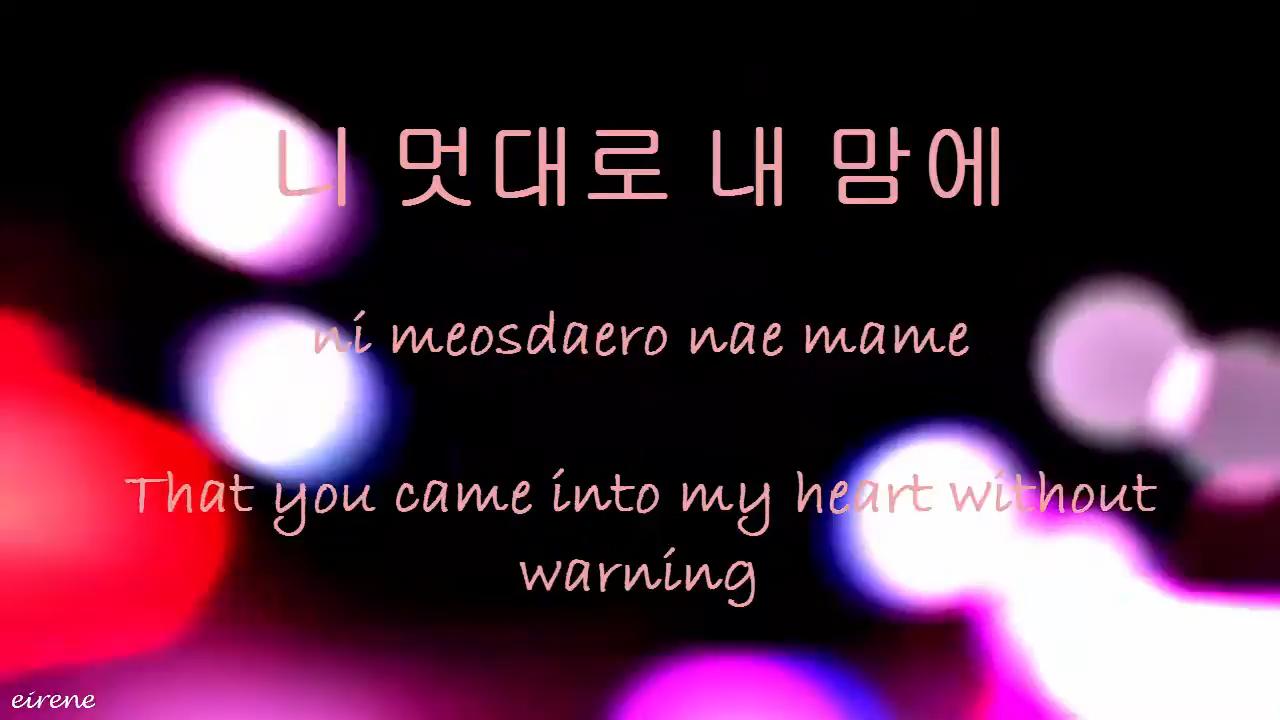 니 멋대로 내 맘에
ni meosdaero nae mame
That you came into my heart without
warning
eirene